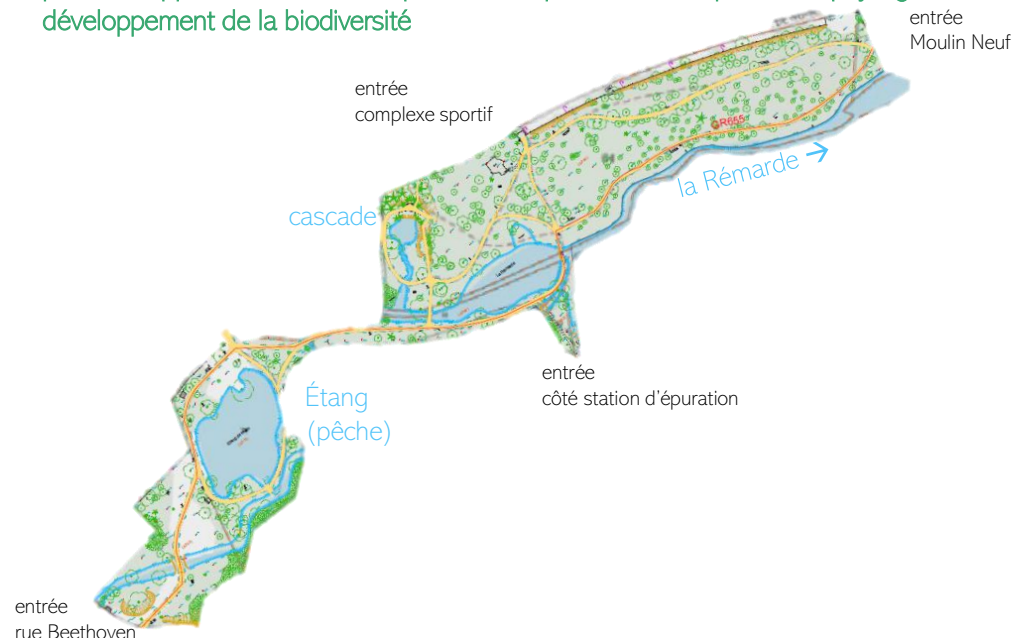 développement de la biodiversité
entrée
Moulin Neuf
entrée
complexe sportif
R655
la Rémarde →
cascade
entrée
côté station d'épuration
Étang
(pêche)
entrée
rue Beethoven